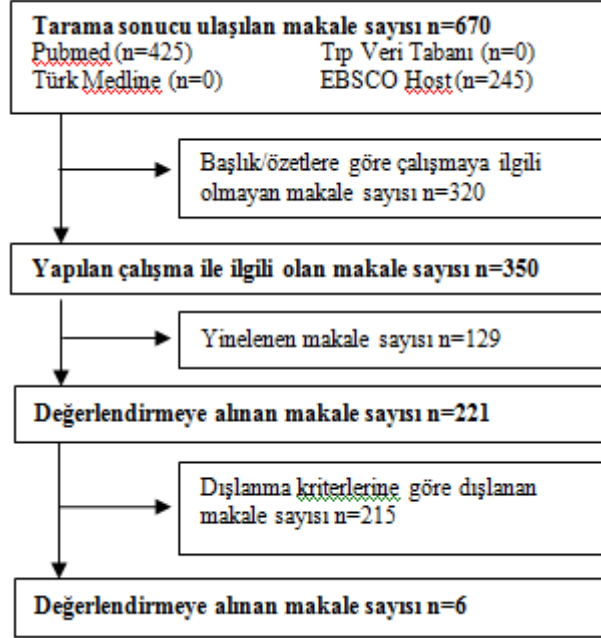 Tarama sonucu ulaşılan makale sayısı n=670
Pubmed (n=425) Tıp Veri Tabanı (n=0)
Türk Medline (n=0) EBSCO Host (n=245)
Başlık/özetlere göre çalışmaya ilgili
olmayan makale sayısı n=320
Yapılan çalışma ile ilgili olan makale sayısı n=350
Yinelenen makale sayısı n=129
Değerlendirmeye alınan makale sayısı n=221
Dışlanma kriterlerine göre dışlanan
makale sayısı n=215
Değerlendirmeye alınan makale sayısı n=6